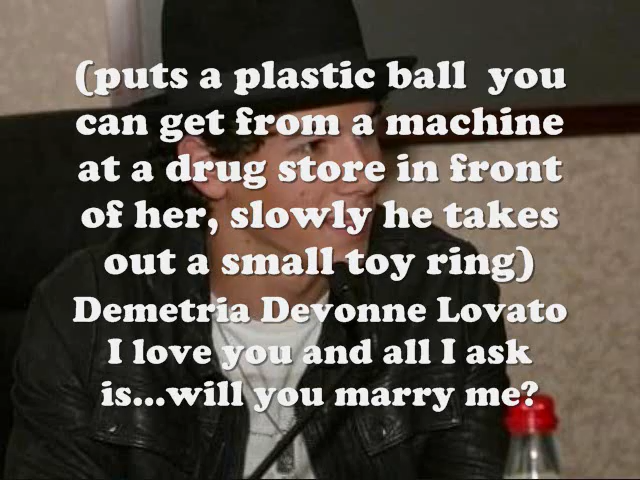 (puts a plastic ball  you
can get from a machine
at a drug store in front
of her, slowly he takes
out a small toy ring)
Demetria Devonne Lovato
I love you and all I ask
is...will you marry me?